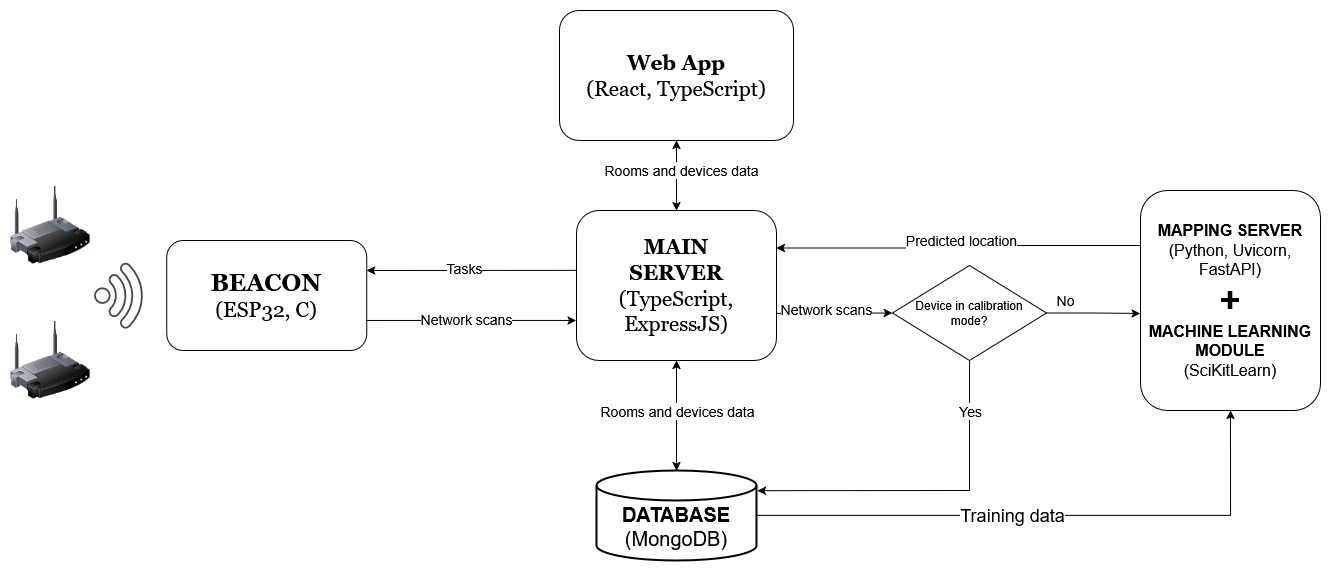 Web App
(React, TypeScript)
Rooms and devices data
BEACON
(ESP32, C)
Tasks
Network scans
MAIN
SERVER
(TypeScript,
ExpressJS)
Predicted location
Network scans
Device in calibration
mode?
No
Yes
MAPPING SERVER
(Python, Uvicorn,
FastAPI)
+
MACHINE LEARNING
MODULE
(SciKitLearn)
Rooms and devices data
DATABASE
(MongoDB)
Training data